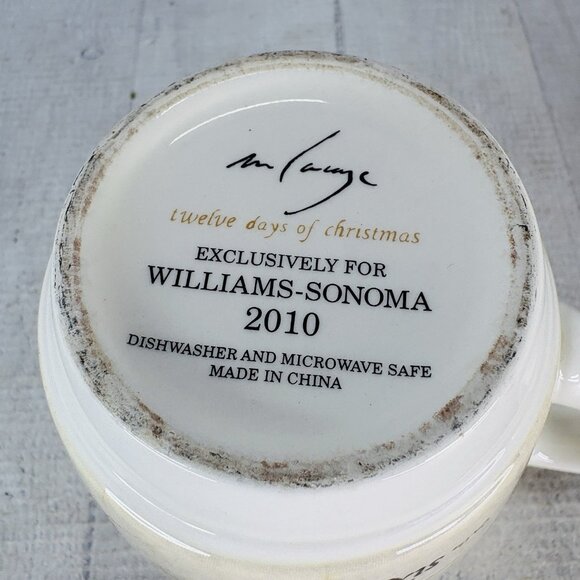 twelve days of christmas
EXCLUSIVELY FOR
WILLIAMS-SONOMA
2010
DISHWASHER AND MICROWAVE SAFE
MADE IN CHINA